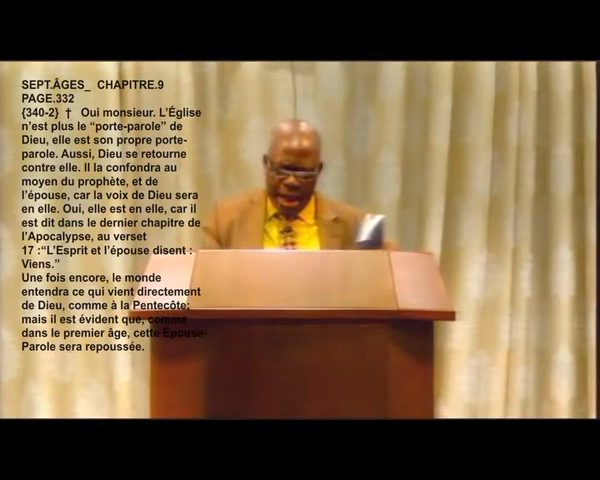 SEPT.ÂGES_ CHAPITRE.9
PAGE.332
{340-2} † Oui monsieur. L'Église
n'est plus le “porte-parole” de
Dieu, elle est son propre porte-
parole. Aussi, Dieu se retourne
contre elle. Il la confondra au
moyen du prophète, et de
l'épouse, car la voix de Dieu sera
en elle. Oui, elle est en elle, car il
est dit dans le dernier chapitre de
l'Apocalypse, au verset
17 :“L'Esprit et l'épouse disent :
Viens.”
Une fois encore, le monde
entendra ce qui vient directement
de Dieu, comme à la Pentecôte;
mais il est évident que, comme
dans le premier âge, cette Épouse-
Parole sera repoussée.